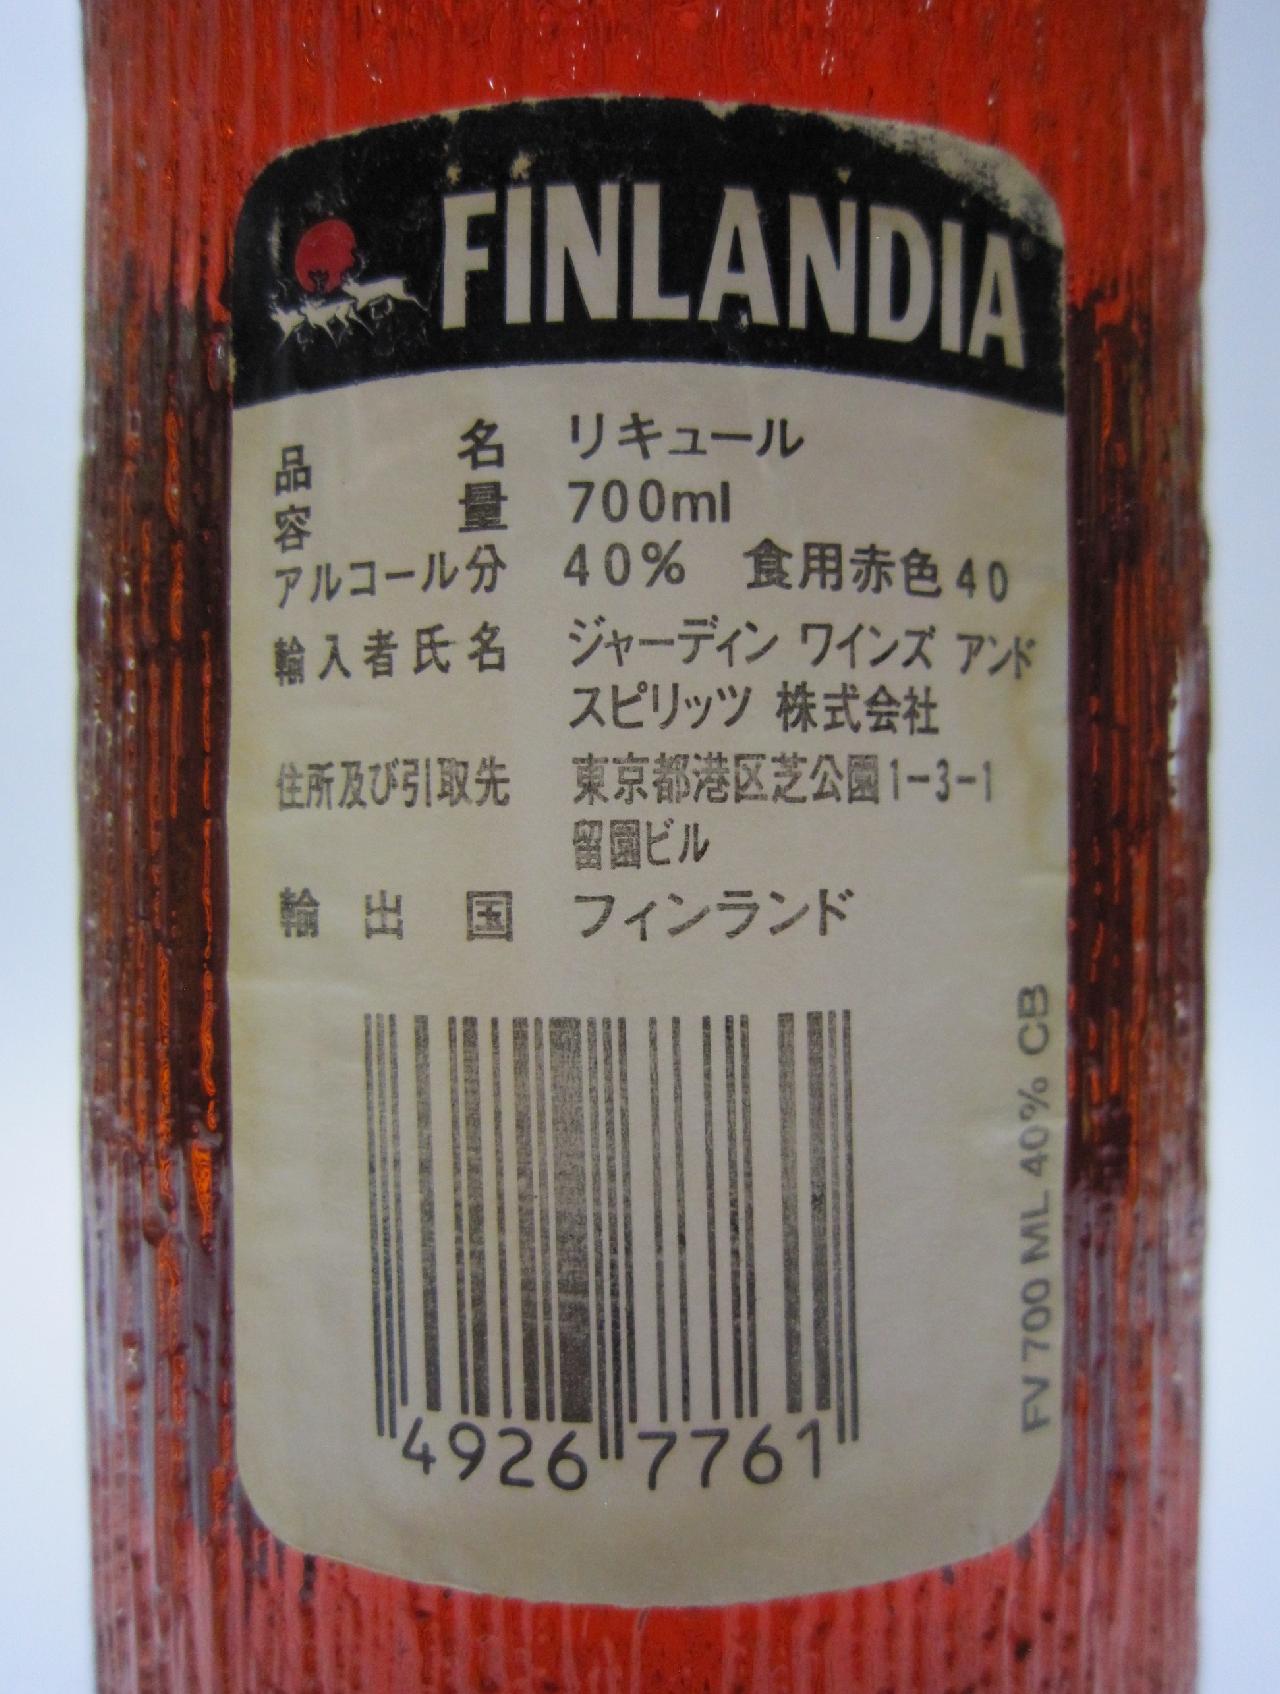 FINLANDIA
品名 リキュール
容量 700ml
アルコール分 40% 食用赤色40
輸入者氏名 ジャーディン ワインズ アンド
スピリッツ 株式会社
住所及び引取先 東京都港区芝公園1-3-1
留園ビル
輸出国 フィンランド
FV 700 ML 40% CB
4926 7761